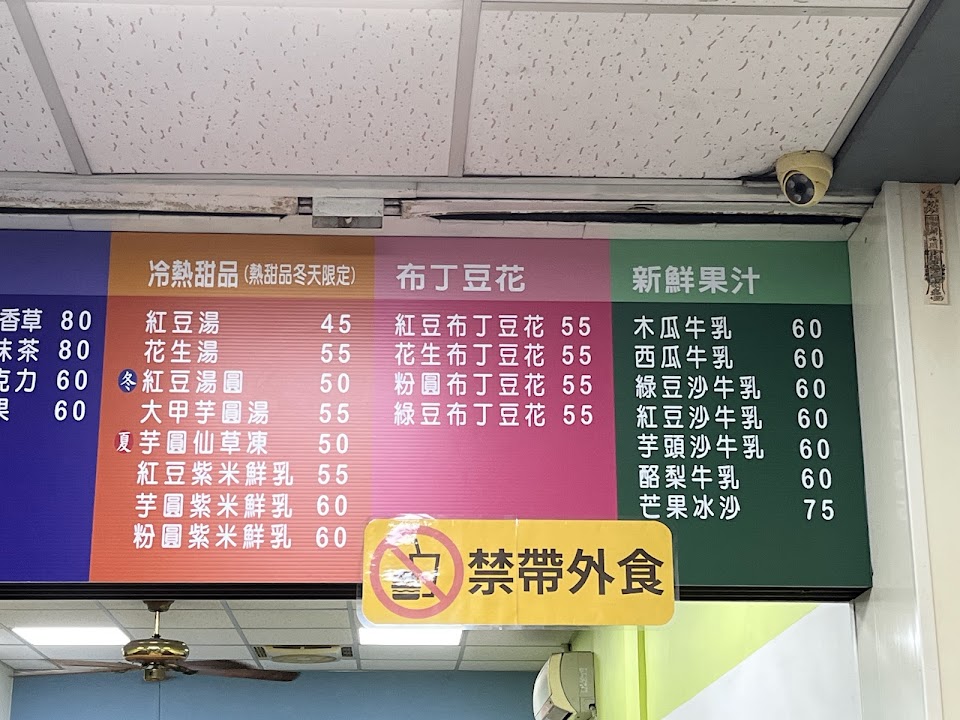 香草 80
抹茶 80
克力 60
果 60
冷熱甜品(熱甜品冬天限定)
紅豆湯 45
花生湯 55
冬 紅豆湯圓 50
大甲芋圓湯 55
夏 芋圓仙草凍 50
紅豆紫米鮮乳 55
芋圓紫米鮮乳 60
粉圓紫米鮮乳 60
布丁豆花
紅豆布丁豆花 55
花生布丁豆花 55
粉圓布丁豆花 55
綠豆布丁豆花 55
新鮮果汁
木瓜牛乳 60
西瓜牛乳 60
綠豆沙牛乳 60
紅豆沙牛乳 60
芋頭沙牛乳 60
酪梨牛乳 60
芒果冰沙 75
禁帶外食